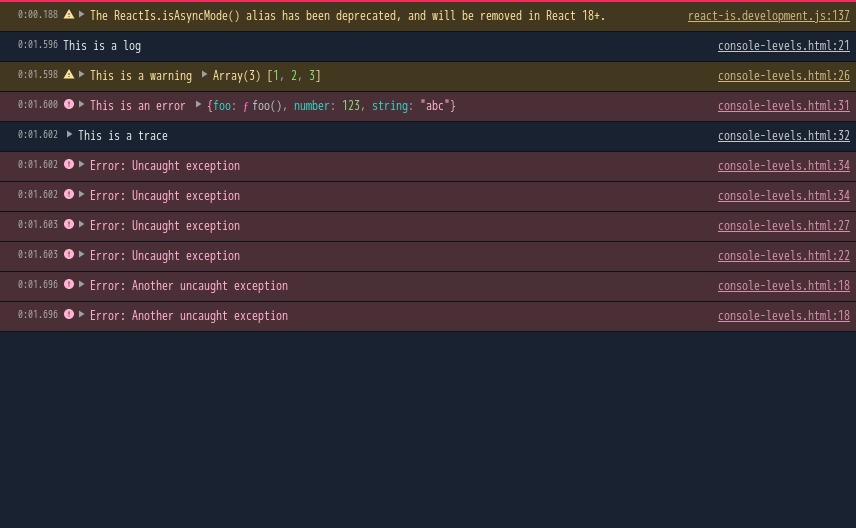 0:00.188 The ReactIs.isAsyncMode() alias has been deprecated, and will be removed in React 18+. react-is.development.js:137
0:01.596 This is a log console-levels.html:21
0:01.598 This is a warning Array(3) [1, 2, 3] console-levels.html:26
0:01.600 This is an error {foo: ƒ foo(), number: 123, string: "abc"} console-levels.html:31
0:01.602 This is a trace console-levels.html:32
0:01.602 Error: Uncaught exception console-levels.html:34
0:01.602 Error: Uncaught exception console-levels.html:34
0:01.603 Error: Uncaught exception console-levels.html:27
0:01.603 Error: Uncaught exception console-levels.html:22
0:01.696 Error: Another uncaught exception console-levels.html:18
0:01.696 Error: Another uncaught exception console-levels.html:18